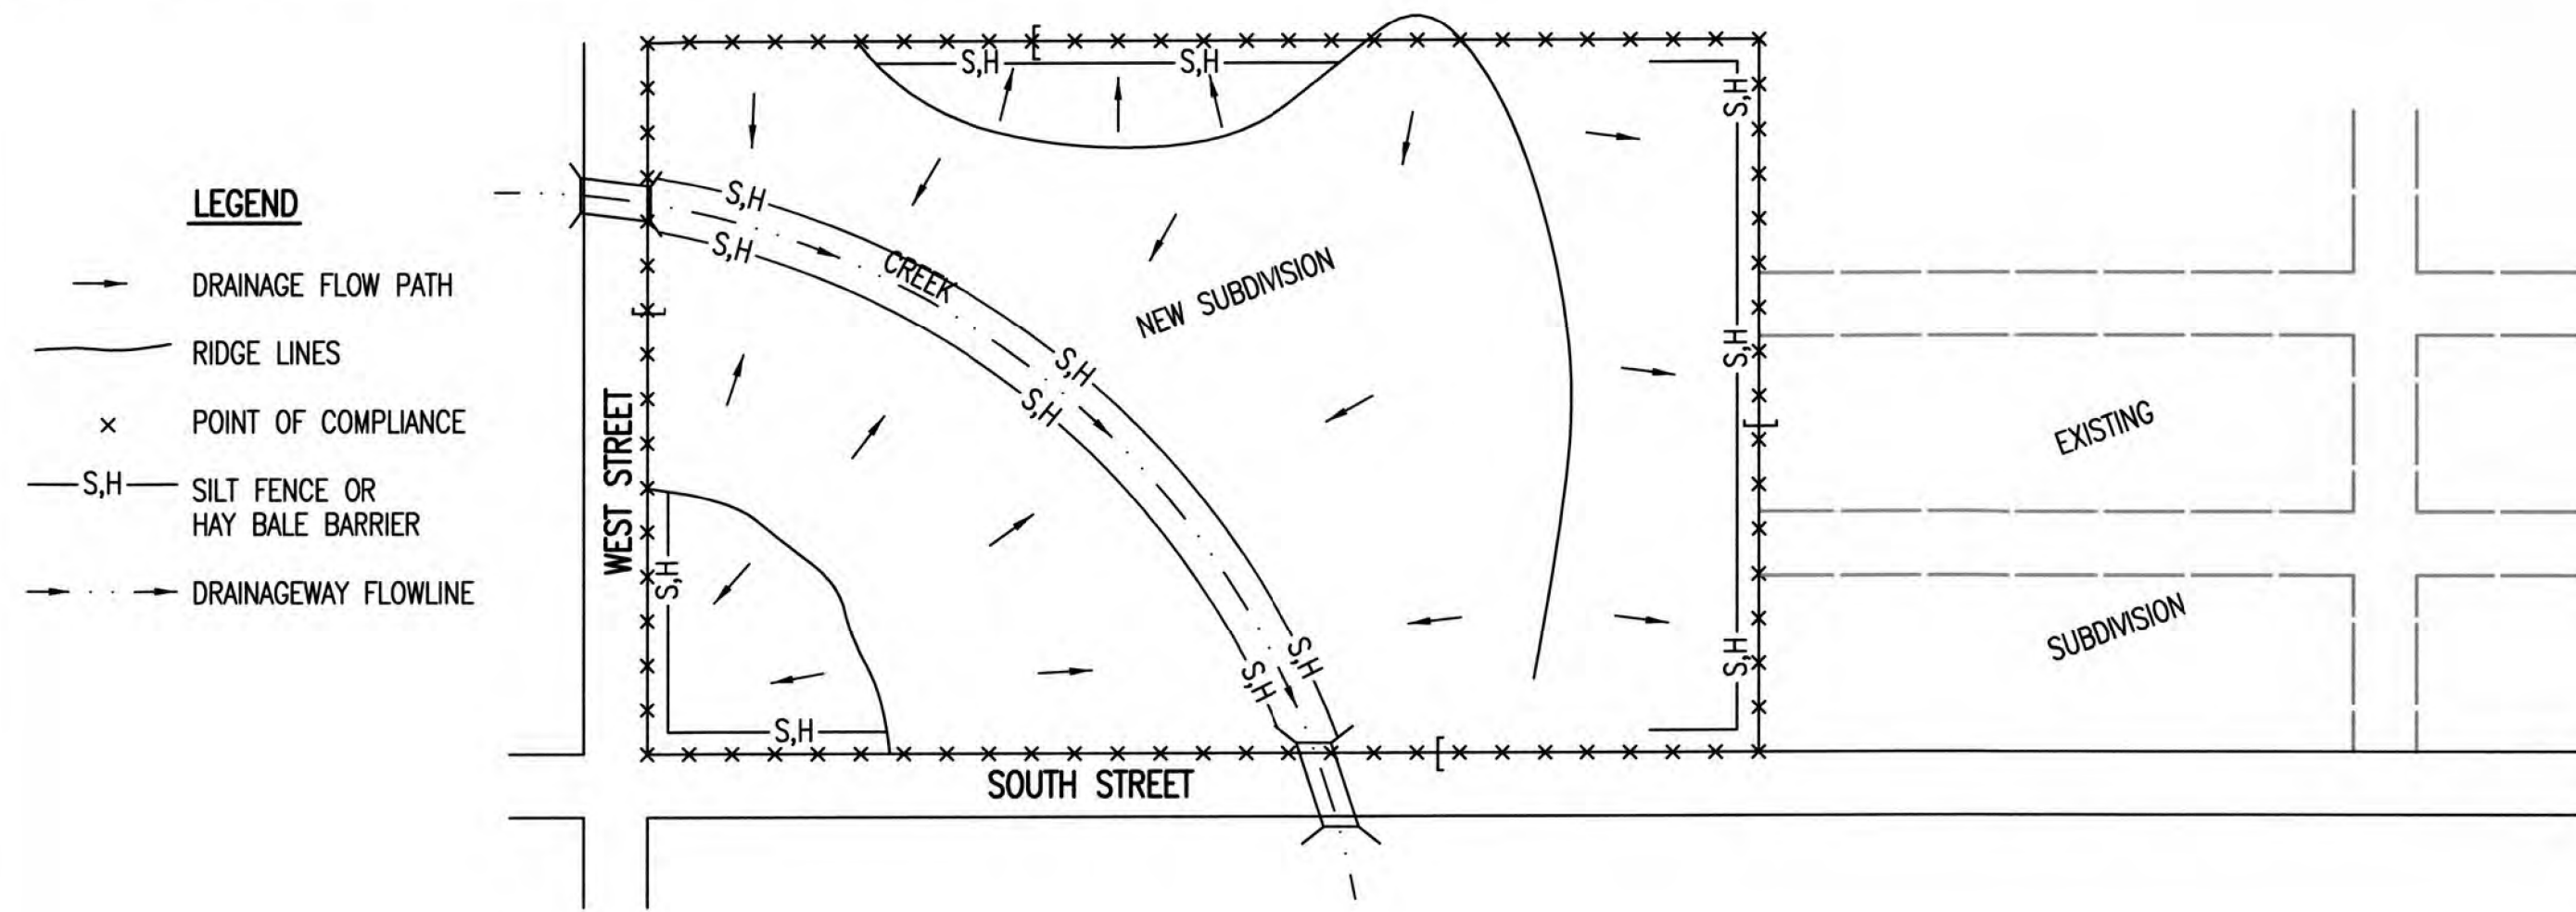 LEGEND
DRAINAGE FLOW PATH
RIDGE LINES
× POINT OF COMPLIANCE
S,H SILT FENCE OR
HAY BALE BARRIER
DRAINAGEWAY FLOWLINE
S,H
S,H
S,H
S,H
S,H
CREEK
NEW SUBDIVISION
S,H
S,H
S,H
WEST STREET
EXISTING
S,H
SUBDIVISION
S,H
S,H
S,H
S,H
SOUTH STREET